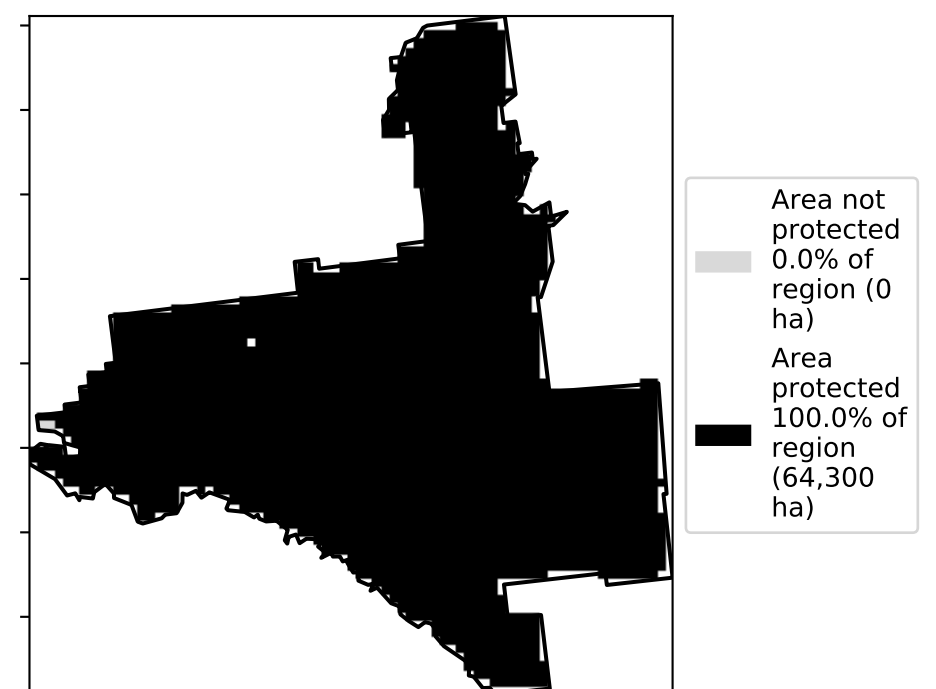 Area not
protected
0.0% of
region (0
ha)
Area
protected
100.0% of
region
(64,300
ha)